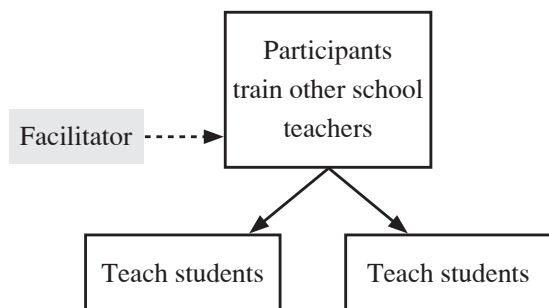 Participants
train other school
teachers
Facilitator
Teach students
Teach students